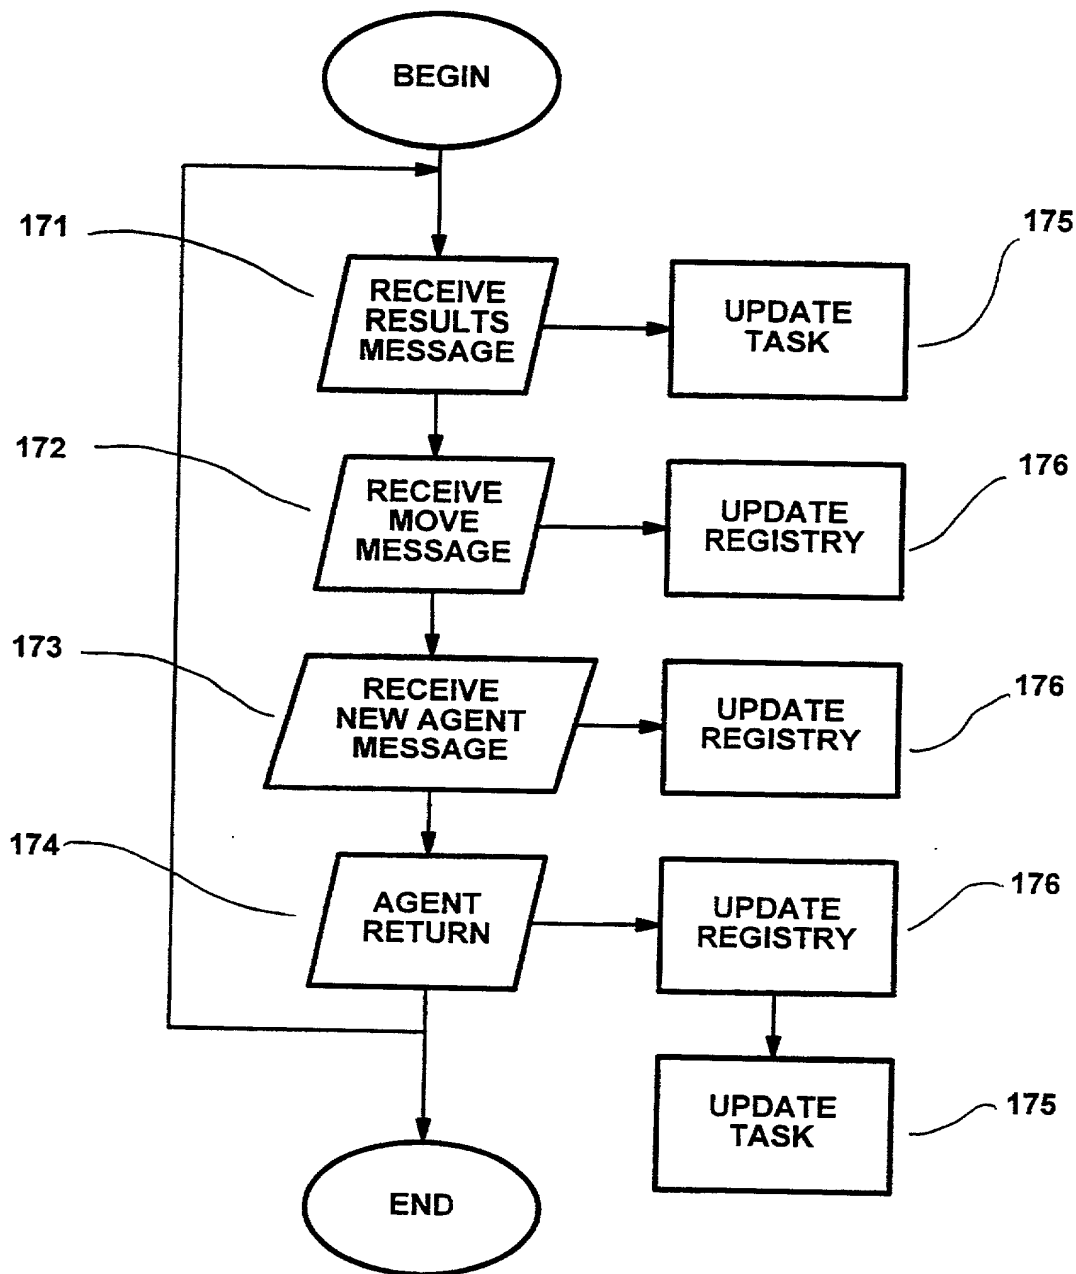 BEGIN
171
RECEIVE
RESULTS
MESSAGE
UPDATE
TASK
175
172
RECEIVE
MOVE
MESSAGE
UPDATE
REGISTRY
176
173
RECEIVE
NEW AGENT
MESSAGE
UPDATE
REGISTRY
176
174
AGENT
RETURN
UPDATE
REGISTRY
176
UPDATE
TASK
175
END